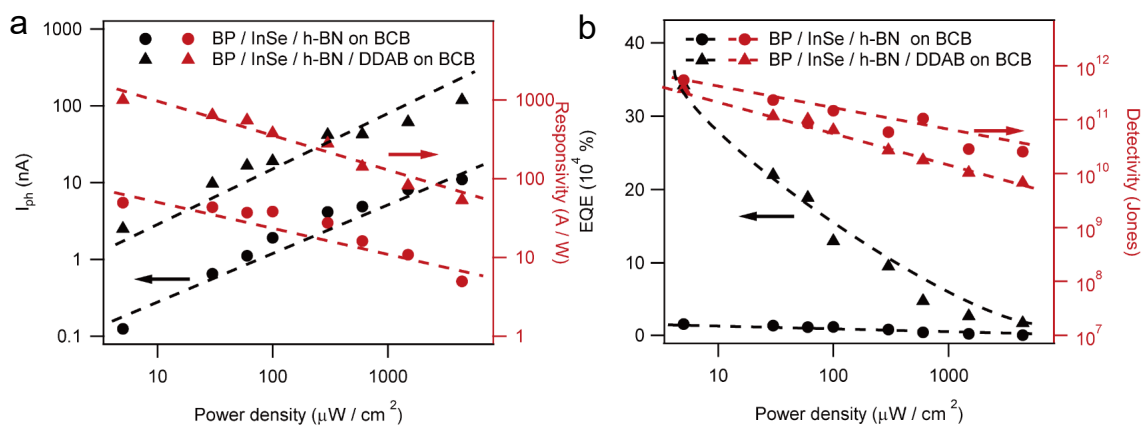 a
1000
100
10
1
0.1
I_ph (nA)
BP / InSe / h-BN on BCB
BP / InSe / h-BN / DDAB on BCB
1000
100
10
1
Responsivity (A / W)
10
100
1000
Power density (μW / cm²)
b
40
30
20
10
0
EQE (10⁴ %)
BP / InSe / h-BN on BCB
BP / InSe / h-BN / DDAB on BCB
10¹²
10¹¹
10¹⁰
10⁹
10⁸
10⁷
Detectivity (Jones)
10
100
1000
Power density (μW / cm²)